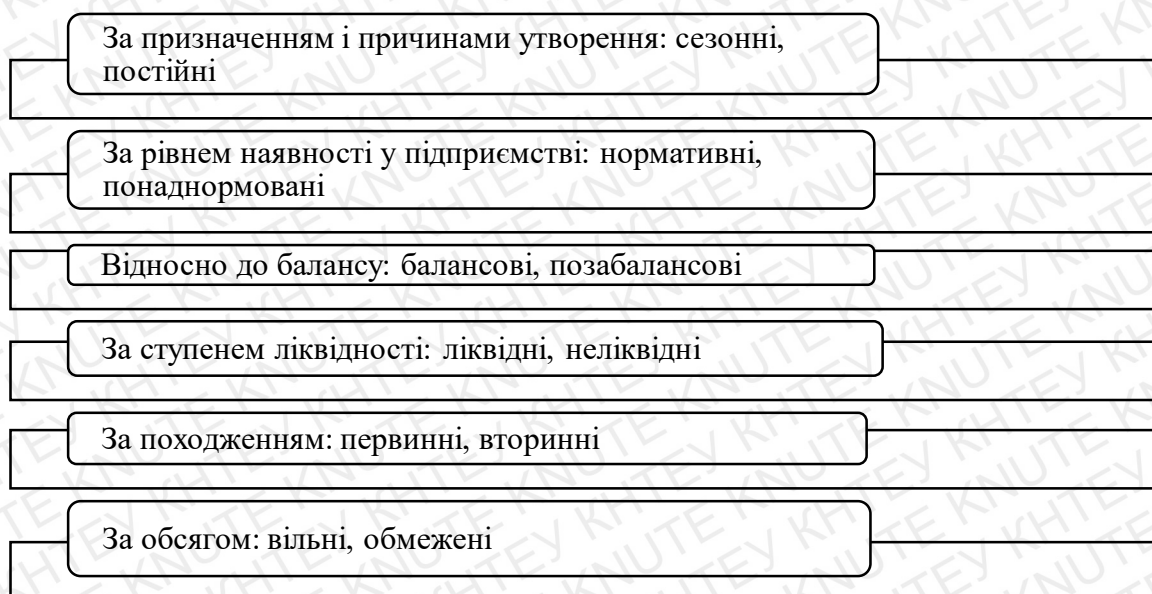 За призначенням і причинами утворення: сезонні,
постійні
За рівнем наявності у підприємстві: нормативні,
понаднормовані
Відносно до балансу: балансові, позабалансові
За ступенем ліквідності: ліквідні, неліквідні
За походженням: первинні, вторинні
За обсягом: вільні, обмежені